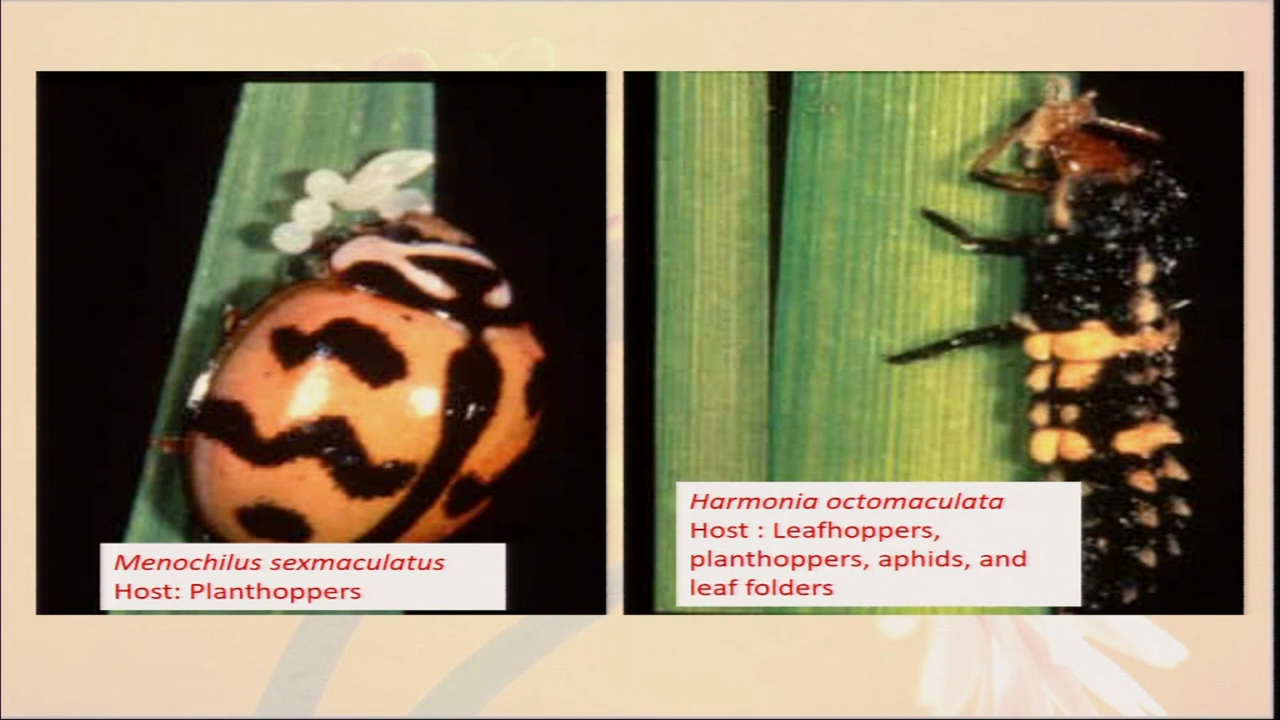 Menochilus sexmaculatus
Host: Planthoppers
Harmonia octomaculata
Host : Leafhoppers,
planthoppers, aphids, and
leaf folders